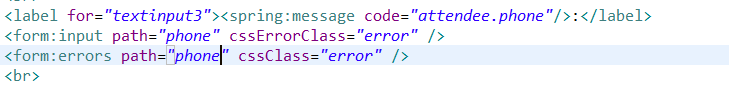 <label for="textinput3"><spring:message code="attendee.phone"/>:</label>
<form:input path="phone" cssErrorClass="error" />
<form:errors path="phone" cssClass="error" />
<br>